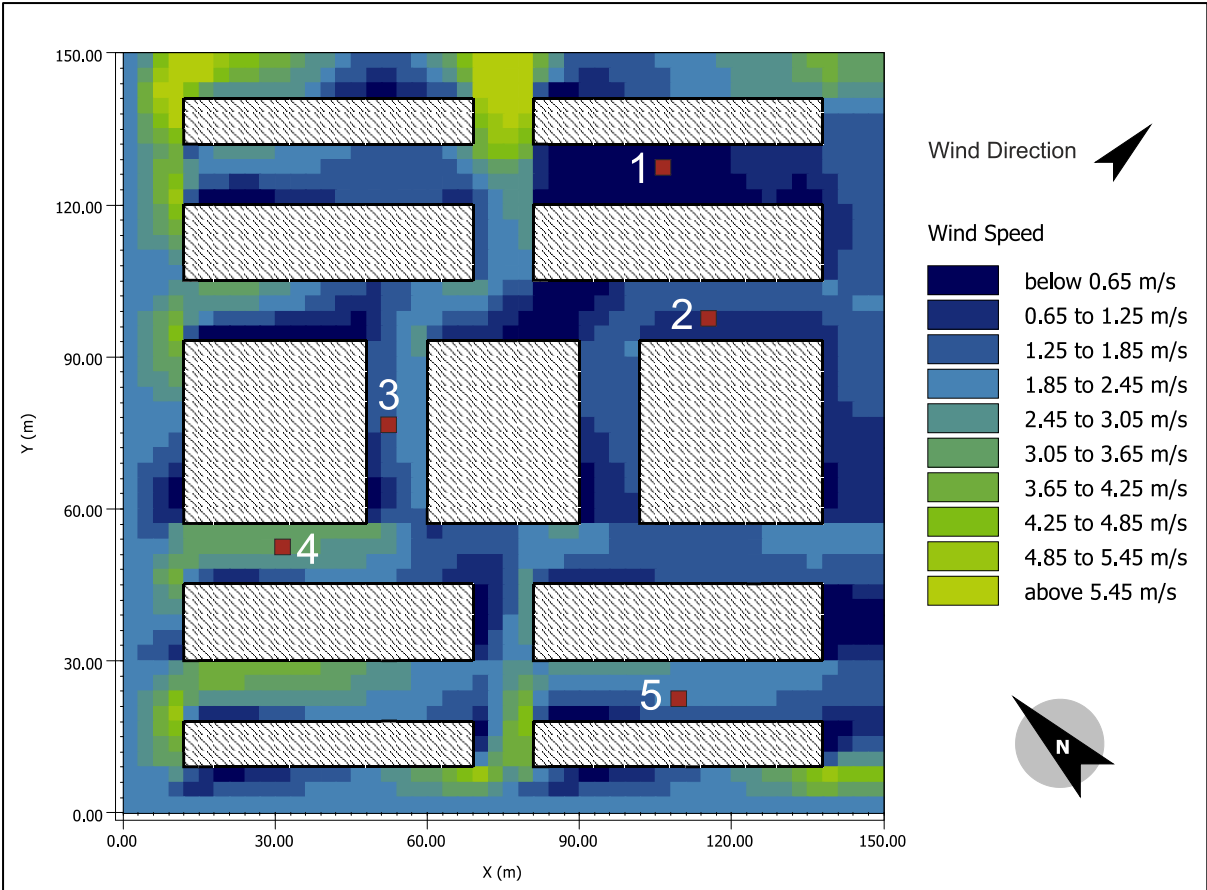 150.00
120.00
90.00
60.00
30.00
0.00
Y (m)
0.00 30.00 60.00 90.00 120.00 150.00
X (m)
1
2
3
4
5
Wind Direction
Wind Speed
below 0.65 m/s
0.65 to 1.25 m/s
1.25 to 1.85 m/s
1.85 to 2.45 m/s
2.45 to 3.05 m/s
3.05 to 3.65 m/s
3.65 to 4.25 m/s
4.25 to 4.85 m/s
4.85 to 5.45 m/s
above 5.45 m/s
N